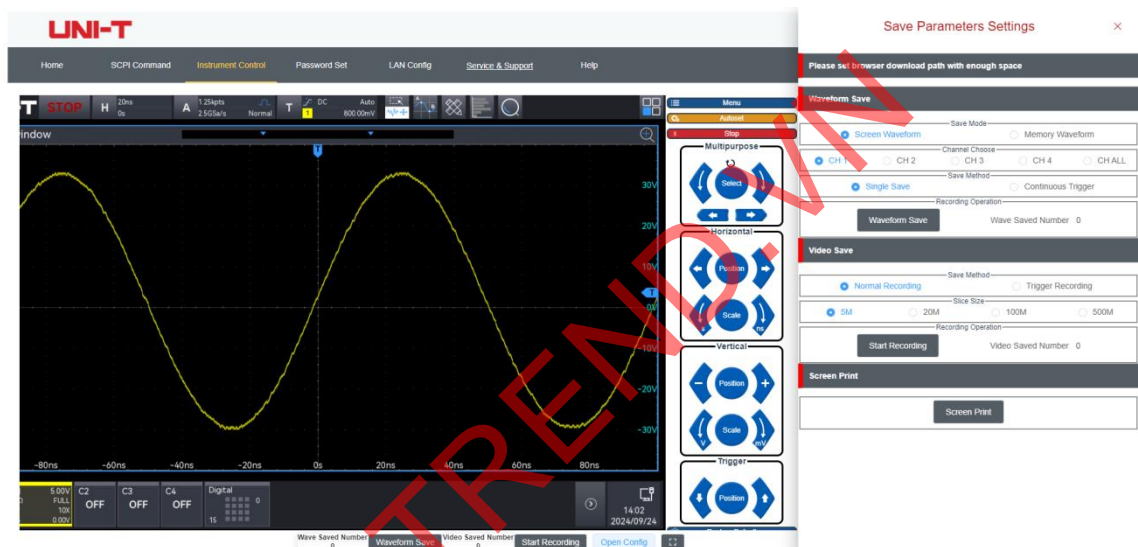 UNI-T
Home SCPI Command Instrument Control Password Set LAN Config Service & Support Help
STOP H 20ns 0s A 1.25kpts 2.5GSa/s Normal T DC 1 Auto 800.00mV
indow
T
30V
20V
10V
T
0V
-10V
-20V
-30V
-80ns -60ns -40ns -20ns 0s 20ns 40ns 60ns 80ns
5.00V FULL 10X 0.00V
C2 OFF
C3 OFF
C4 OFF
Digital 0 15
14:02
2024/09/24
Menu
Autoset
Stop
Multipurpose
Select
Horizontal
Position
Scale
s ns
Vertical
Position
Scale
V mV
Trigger
Position
Wave Saved Number 0 Waveform Save Video Saved Number 0 Start Recording Open Config
Save Parameters Settings ×
Please set browser download path with enough space
Waveform Save
Save Mode
Screen Waveform Memory Waveform
Channel Choose
CH 1 CH 2 CH 3 CH 4 CH ALL
Save Method
Single Save Continuous Trigger
Recording Operation
Waveform Save Wave Saved Number 0
Video Save
Save Method
Normal Recording Trigger Recording
Slice Size
5M 20M 100M 500M
Recording Operation
Start Recording Video Saved Number 0
Screen Print
Screen Print
TREND.VN